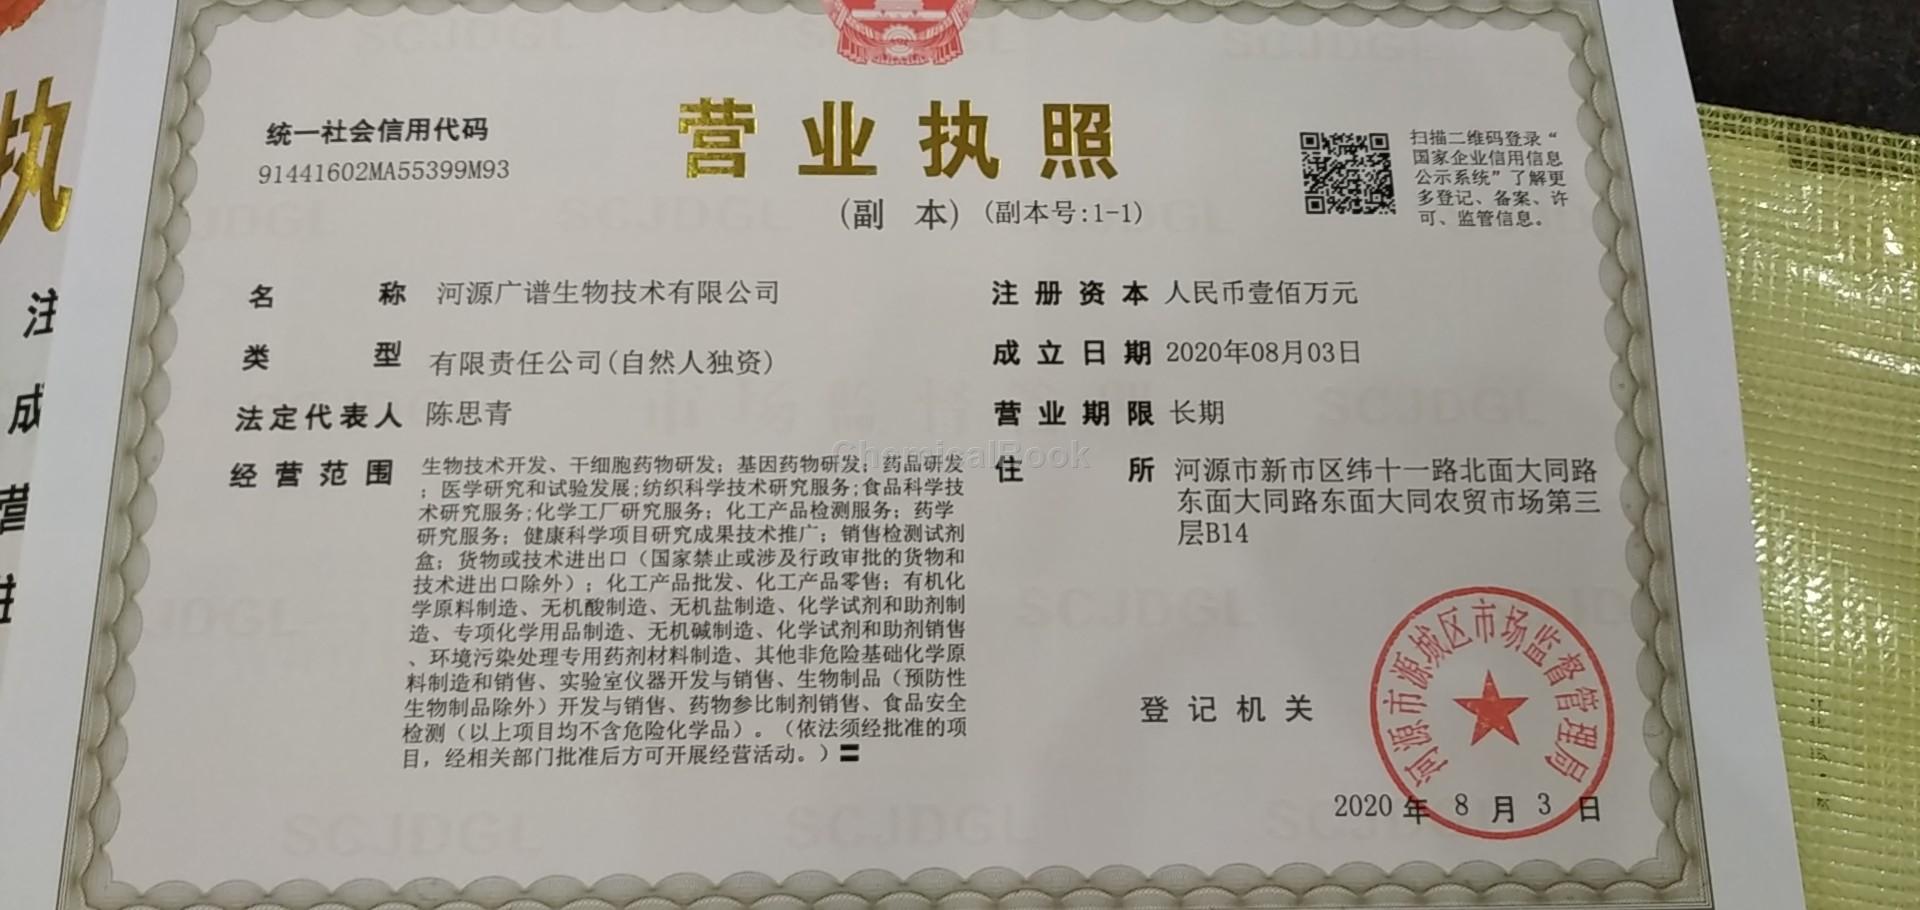 营业执照
(副 本) (副本号:1-1)
统一社会信用代码
91441602MA55399M93
扫描二维码登录“
国家企业信用信息
公示系统”了解更
多登记、备案、许
可、监管信息。
名称 河源广谱生物技术有限公司
类型 有限责任公司(自然人独资)
法定代表人 陈思青
经营范围 生物技术开发、干细胞药物研发；基因药物研发；药品研发
；医学研究和试验发展;纺织科学技术研究服务;食品科学技
术研究服务;化学工厂研究服务；化工产品检测服务；药学
研究服务；健康科学项目研究成果技术推广；销售检测试剂
盒；货物或技术进出口（国家禁止或涉及行政审批的货物和
技术进出口除外）；化工产品批发、化工产品零售；有机化
学原料制造、无机酸制造、无机盐制造、化学试剂和助剂制
造、专项化学用品制造、无机碱制造、化学试剂和助剂销售
、环境污染处理专用药剂材料制造、其他非危险基础化学原
料制造和销售、实验室仪器开发与销售、生物制品（预防性
生物制品除外）开发与销售、药物参比制剂销售、食品安全
检测（以上项目均不含危险化学品）。（依法须经批准的项
目，经相关部门批准后方可开展经营活动。）〓
注册资本 人民币壹佰万元
成立日期 2020年08月03日
营业期限 长期
住所 河源市新市区纬十一路北面大同路
东面大同路东面大同农贸市场第三
层B14
登记机关
河源市源城区市场监督管理局
2020 年 8 月 3 日
ChemicalBook
SCJDGL
执
注
成
营